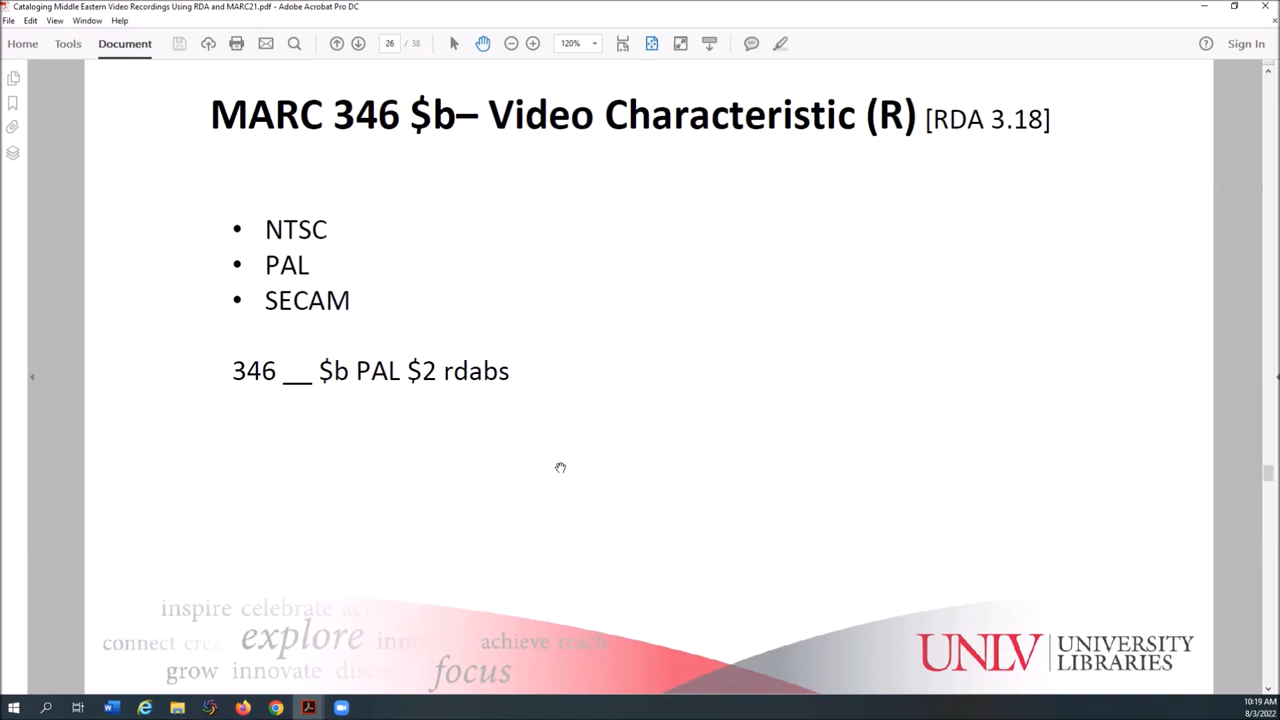 Cataloging Middle Eastern Video Recordings Using RDA and MARC21.pdf - Adobe Acrobat Pro DC
File Edit View Window Help
Home Tools Document 26 / 38 120% Sign In
MARC 346 $b– Video Characteristic (R) [RDA 3.18]
• NTSC
• PAL
• SECAM
346 __ $b PAL $2 rdabs
inspire celebrate
connect explore achieve teach
grow innovate focus
UNLV UNIVERSITY
LIBRARIES
10:19 AM
8/3/2022